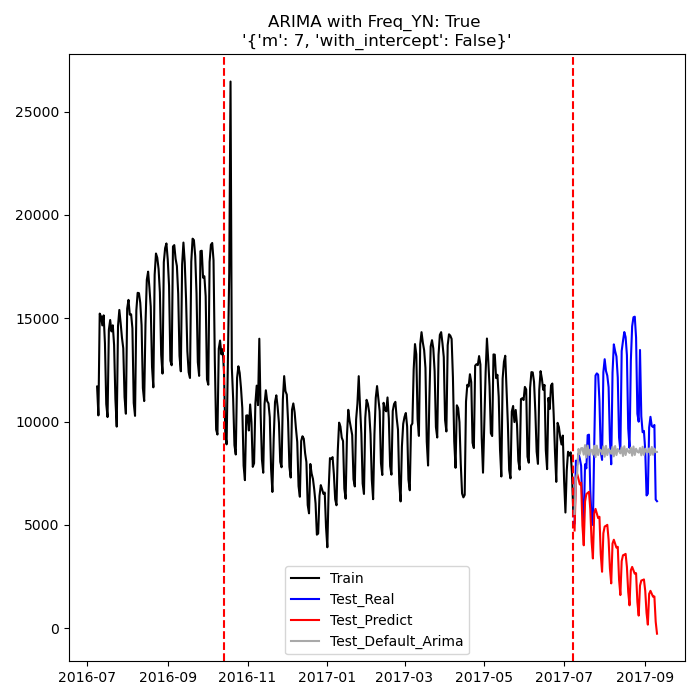 ARIMA with Freq_YN: True
'{'m': 7, 'with_intercept': False}'
25000
20000
15000
10000
5000
0
Train
Test_Real
Test_Predict
Test_Default_Arima
2016-07 2016-09 2016-11 2017-01 2017-03 2017-05 2017-07 2017-09